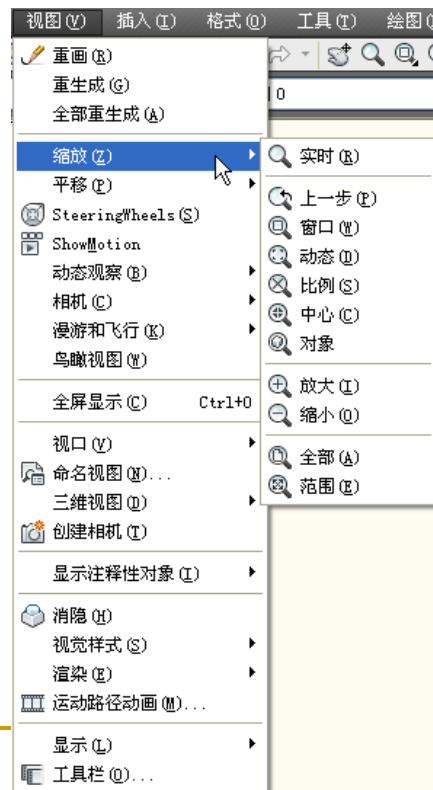 视图(V) 插入(I) 格式(O) 工具(T) 绘图(
重画(R)
重生成(G)
全部重生成(A)
0
缩放(Z)
平移(P)
SteeringWheels(S)
ShowMotion
动态观察(B)
相机(C)
漫游和飞行(K)
鸟瞰视图(W)
全屏显示(C) Ctrl+0
视口(V)
命名视图(N)...
三维视图(D)
创建相机(T)
显示注释性对象(I)
消隐(H)
视觉样式(S)
渲染(E)
运动路径动画(M)...
显示(L)
工具栏(O)...
实时(R)
上一步(P)
窗口(W)
动态(D)
比例(S)
中心(C)
对象
放大(I)
缩小(O)
全部(A)
范围(E)